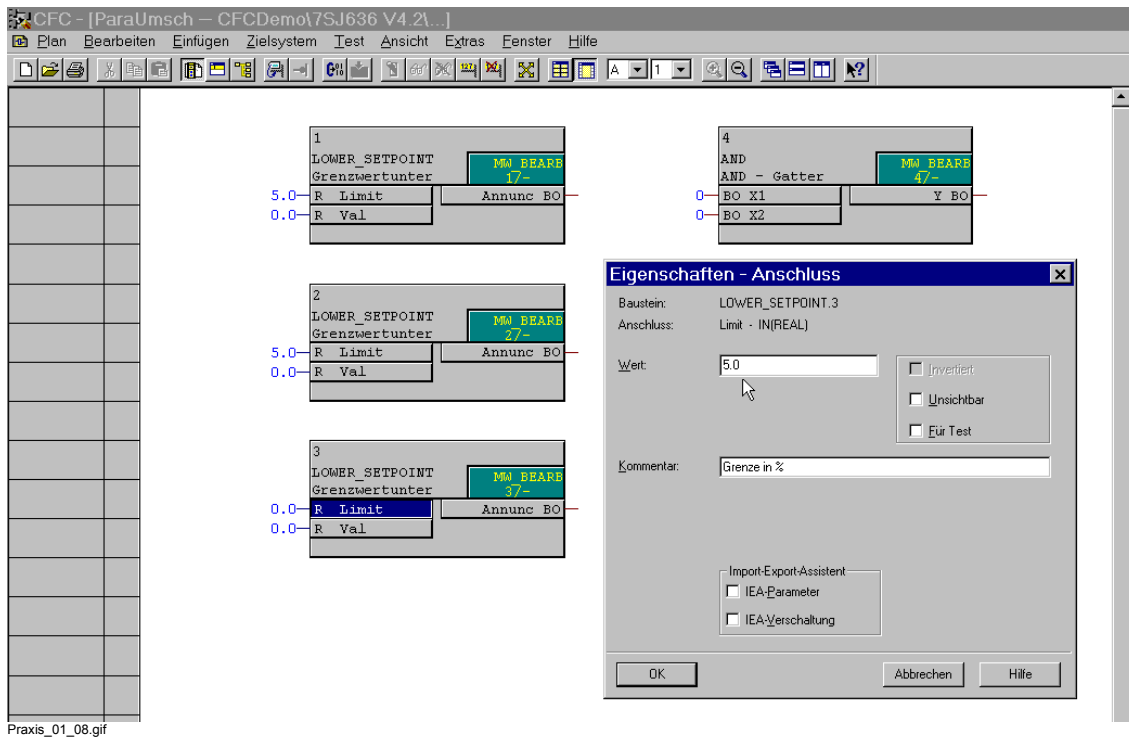 CFC - [ParaUmsch -- CFCDemo\7SJ636 V4.2\...]
Plan Bearbeiten Einfügen Zielsystem Test Ansicht Extras Fenster Hilfe
A 1
1
LOWER_SETPOINT
Grenzwertunter
MW_BEARB
17-
5.0 R Limit Annunc BO
0.0 R Val
4
AND
AND - Gatter
MW_BEARB
47-
0 BO X1 Y BO
0 BO X2
2
LOWER_SETPOINT
Grenzwertunter
MW_BEARB
27-
5.0 R Limit Annunc BO
0.0 R Val
3
LOWER_SETPOINT
Grenzwertunter
MW_BEARB
37-
0.0 R Limit Annunc BO
0.0 R Val
Eigenschaften - Anschluss
Baustein: LOWER_SETPOINT.3
Anschluss: Limit - IN(REAL)
Wert: 5.0
Invertiert
Unsichtbar
Für Test
Kommentar: Grenze in %
Import-Export-Assistent
IEA-Parameter
IEA-Verschaltung
OK Abbrechen Hilfe
Praxis_01_08.gif